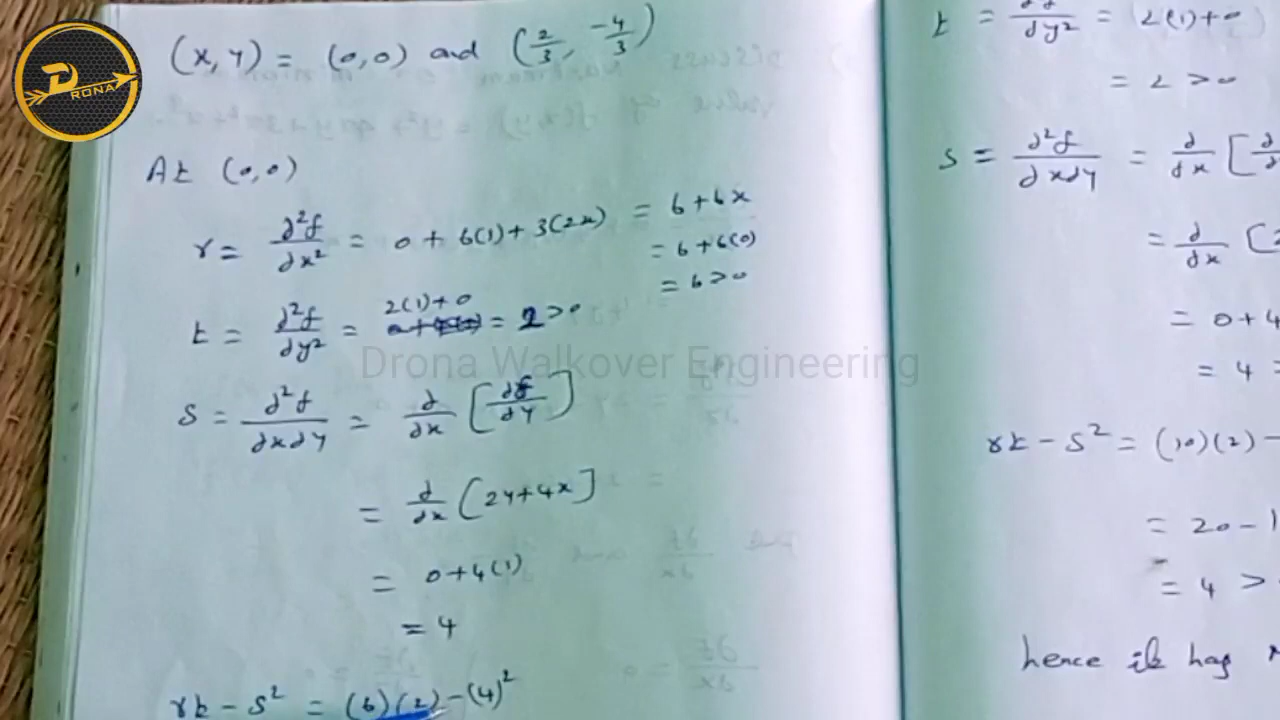 DRONA
(x, y) = (0,0) and (2/3, -4/3)
At (0,0)
r = ∂²f/∂x² = 0 + 6(1) + 3(2x) = 6 + 6x
= 6 + 6(0)
= 6 > 0
t = ∂²f/∂y² = 2(1) + 0 = 2 > 0
Drona Walkover Engineering
s = ∂²f/∂x∂y = ∂/∂x [∂f/∂y]
= ∂/∂x [2y + 4x]
= 0 + 4(1)
= 4
rt - s² = (6)(2) - (4)²
t = ∂²f/∂y² = 2(1) + 0
= 2 > 0
s = ∂²f/∂x∂y = ∂/∂x [
= ∂/∂x [
= 0 + 4
= 4
rt - s² = (10)(2) -
= 20 - 1
= 4 >
hence it has